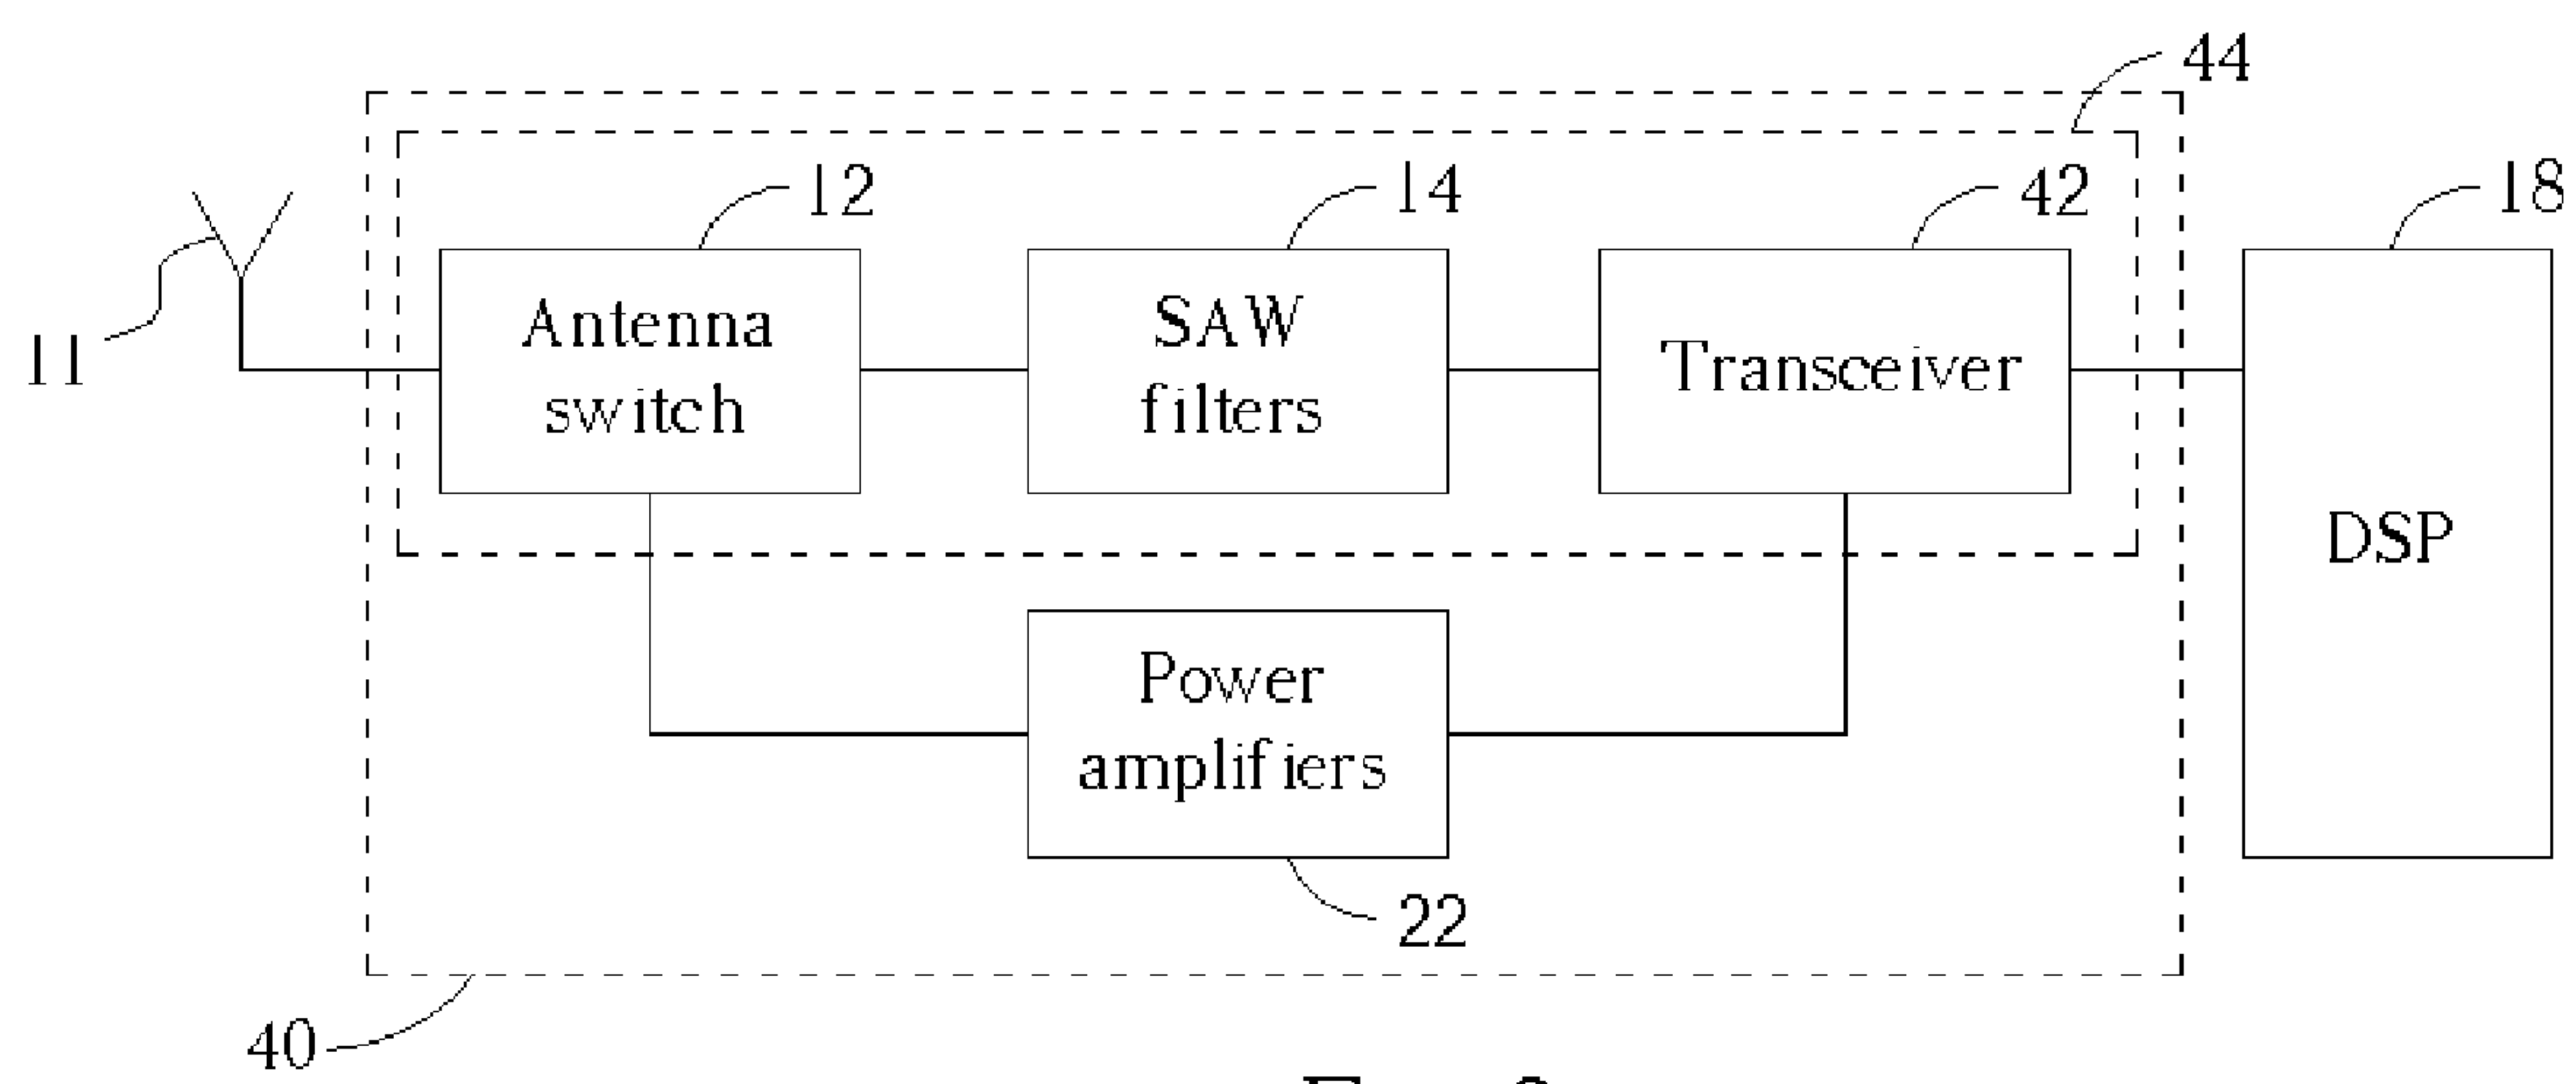 44
12
14
42
18
11
Antenna
switch
SAW
filters
Transceiver
DSP
Power
amplifiers
22
40